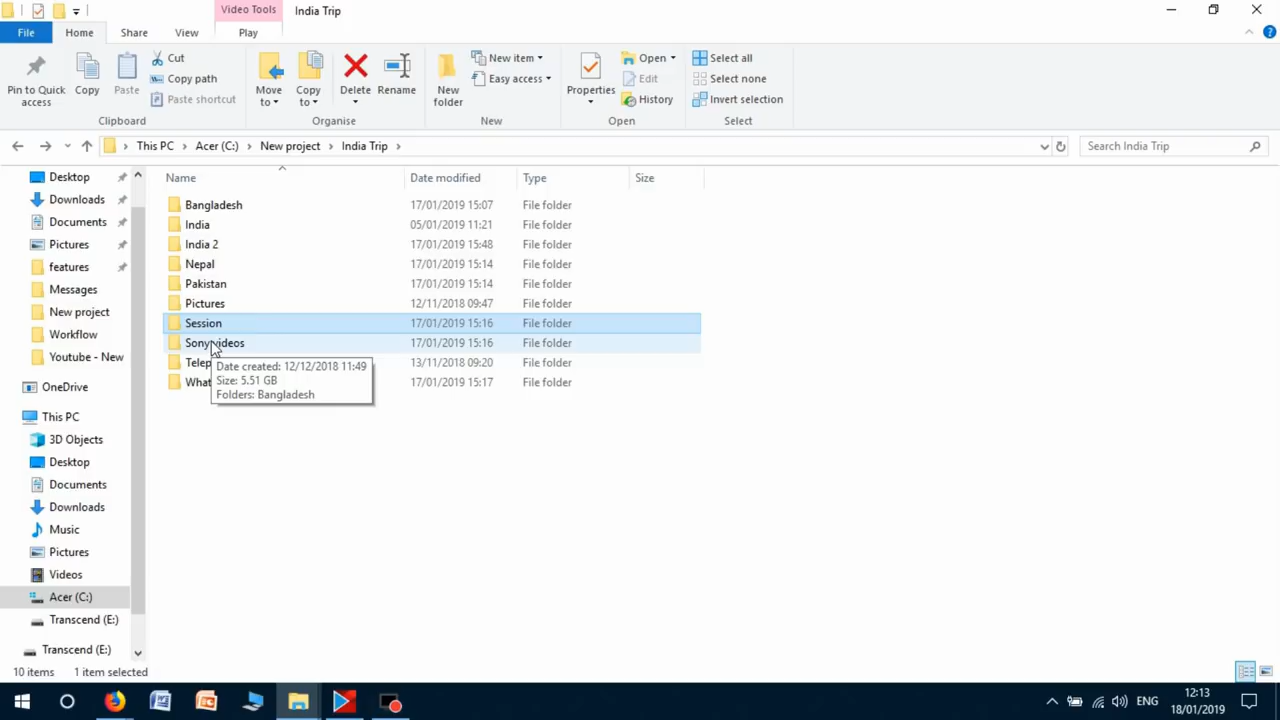 Video Tools
India Trip
File
Home
Share
View
Play
Pin to Quick access
Copy
Paste
Cut
Copy path
Paste shortcut
Clipboard
Move to
Copy to
Delete
Rename
Organise
New folder
New item
Easy access
New
Properties
Open
Edit
History
Open
Select all
Select none
Invert selection
Select
This PC
Acer (C:)
New project
India Trip
Search India Trip
Desktop
Downloads
Documents
Pictures
features
Messages
New project
Workflow
Youtube - New
OneDrive
This PC
3D Objects
Desktop
Documents
Downloads
Music
Pictures
Videos
Acer (C:)
Transcend (E:)
Transcend (E:)
Name Date modified Type Size
Bangladesh 17/01/2019 15:07 File folder
India 05/01/2019 11:21 File folder
India 2 17/01/2019 15:48 File folder
Nepal 17/01/2019 15:14 File folder
Pakistan 17/01/2019 15:14 File folder
Pictures 12/11/2018 09:47 File folder
Session 17/01/2019 15:16 File folder
Sony videos 17/01/2019 15:16 File folder
Telep 13/11/2018 09:20 File folder
What 17/01/2019 15:17 File folder
Date created: 12/12/2018 11:49
Size: 5.51 GB
Folders: Bangladesh
10 items 1 item selected
ENG
12:13
18/01/2019